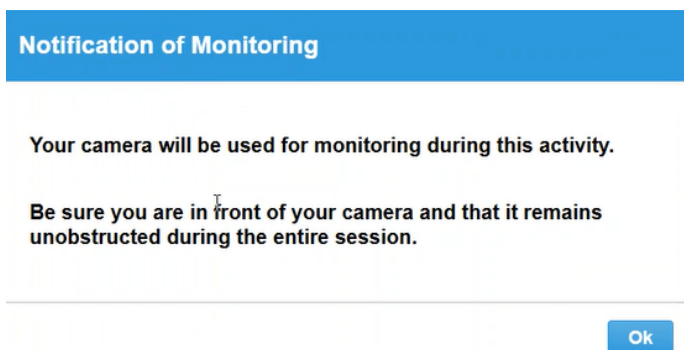 Notification of Monitoring
Your camera will be used for monitoring during this activity.
Be sure you are in front of your camera and that it remains
unobstructed during the entire session.
Ok